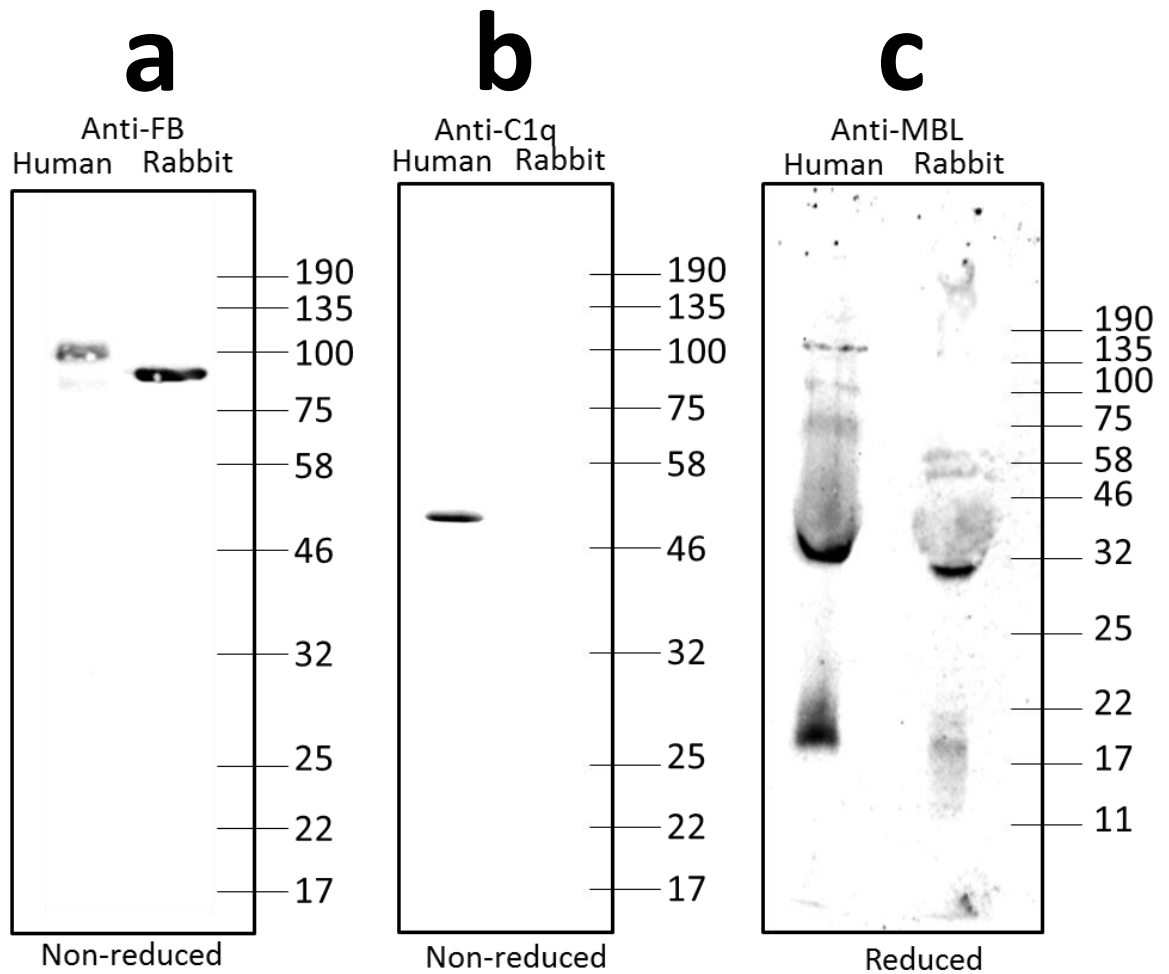 a
Anti-FB
Human Rabbit
190
135
100
75
58
46
32
25
22
17
Non-reduced
b
Anti-C1q
Human Rabbit
190
135
100
75
58
46
32
25
22
17
Non-reduced
c
Anti-MBL
Human Rabbit
190
135
100
75
58
46
32
25
22
17
11
Reduced